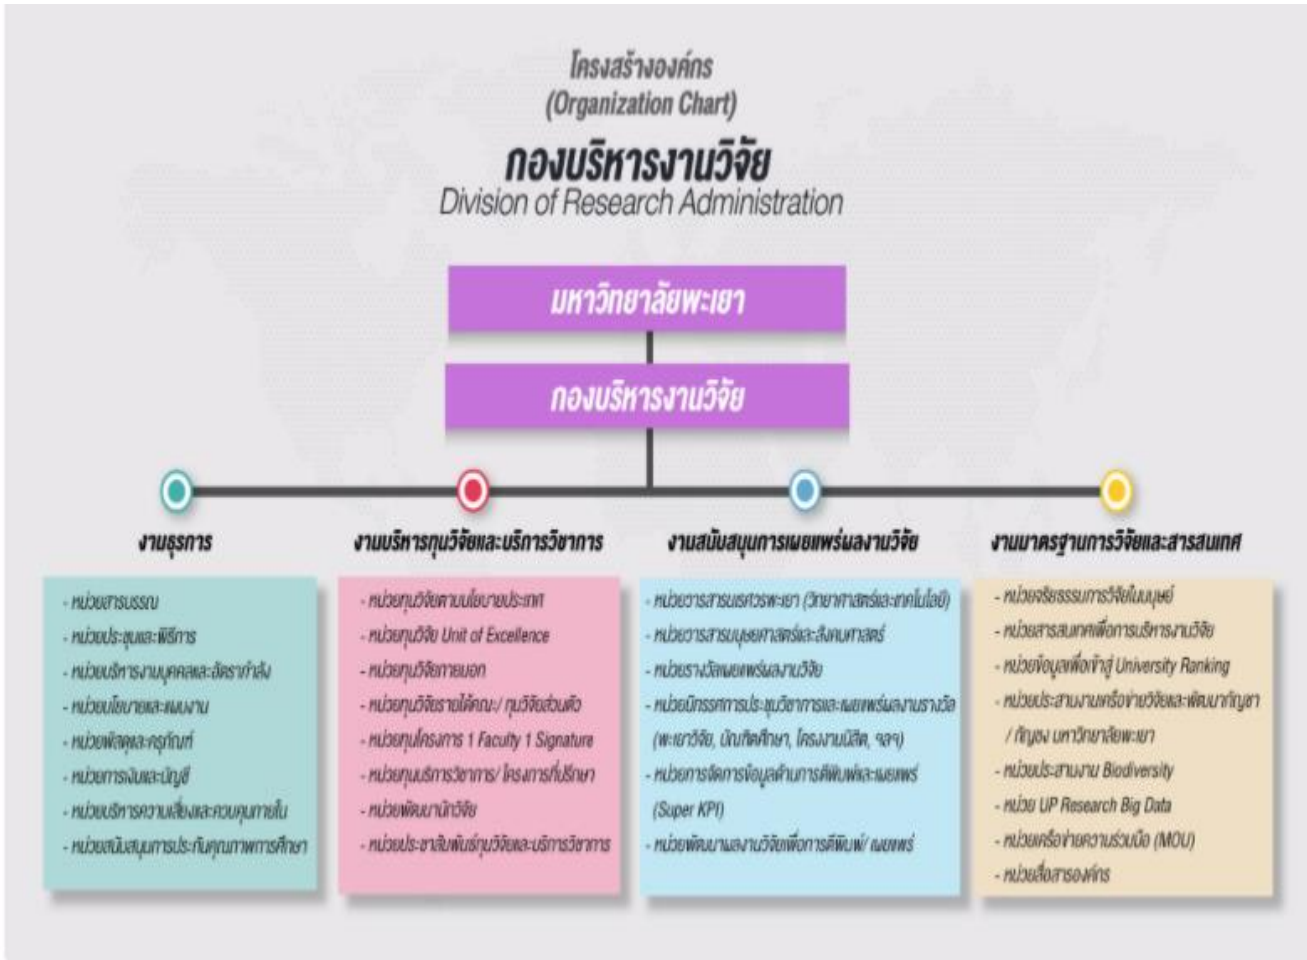 โครงสร้างองค์กร
(Organization Chart)
กองบริหารงานวิจัย
Division of Research Administration
มหาวิทยาลัยพะเยา
กองบริหารงานวิจัย
งานธุรการ
- หน่วยสารบรรณ
- หน่วยประชุมและพิธีการ
- หน่วยบริหารงานบุคคลและอัตรากำลัง
- หน่วยนโยบายและแผนงาน
- หน่วยพัสดุและครุภัณฑ์
- หน่วยการเงินและบัญชี
- หน่วยบริหารความเสี่ยงและควบคุมภายใน
- หน่วยสนับสนุนการประกันคุณภาพการศึกษา
งานบริหารทุนวิจัยและบริการวิชาการ
- หน่วยทุนวิจัยตามนโยบายประเทศ
- หน่วยทุนวิจัย Unit of Excellence
- หน่วยทุนวิจัยภายนอก
- หน่วยทุนวิจัยรายได้คณะ/ ทุนวิจัยส่วนตัว
- หน่วยทุนโครงการ 1 Faculty 1 Signature
- หน่วยทุนบริการวิชาการ/ โครงการที่ปรึกษา
- หน่วยพัฒนานักวิจัย
- หน่วยประชาสัมพันธ์ทุนวิจัยและบริการวิชาการ
งานสนับสนุนการเผยแพร่ผลงานวิจัย
- หน่วยวารสารนเรศวรพะเยา (วิทยาศาสตร์และเทคโนโลยี)
- หน่วยวารสารมนุษยศาสตร์และสังคมศาสตร์
- หน่วยรางวัลเผยแพร่ผลงานวิจัย
- หน่วยนิทรรศการประชุมวิชาการและเผยแพร่ผลงานรางวัล
(พะเยาวิจัย, บัณฑิตศึกษา, โครงงานนิสิต, ฯลฯ)
- หน่วยการจัดการข้อมูลด้านการตีพิมพ์และเผยแพร่
(Super KPI)
- หน่วยพัฒนาผลงานวิจัยเพื่อการตีพิมพ์/ เผยแพร่
งานมาตรฐานการวิจัยและสารสนเทศ
- หน่วยจริยธรรมการวิจัยในมนุษย์
- หน่วยสารสนเทศเพื่อการบริหารงานวิจัย
- หน่วยข้อมูลเพื่อเข้าสู่ University Ranking
- หน่วยประสานงานเครือข่ายวิจัยและพัฒนากัญชา
/ กัญชง มหาวิทยาลัยพะเยา
- หน่วยประสานงาน Biodiversity
- หน่วย UP Research Big Data
- หน่วยเครือข่ายความร่วมมือ (MOU)
- หน่วยสื่อสารองค์กร